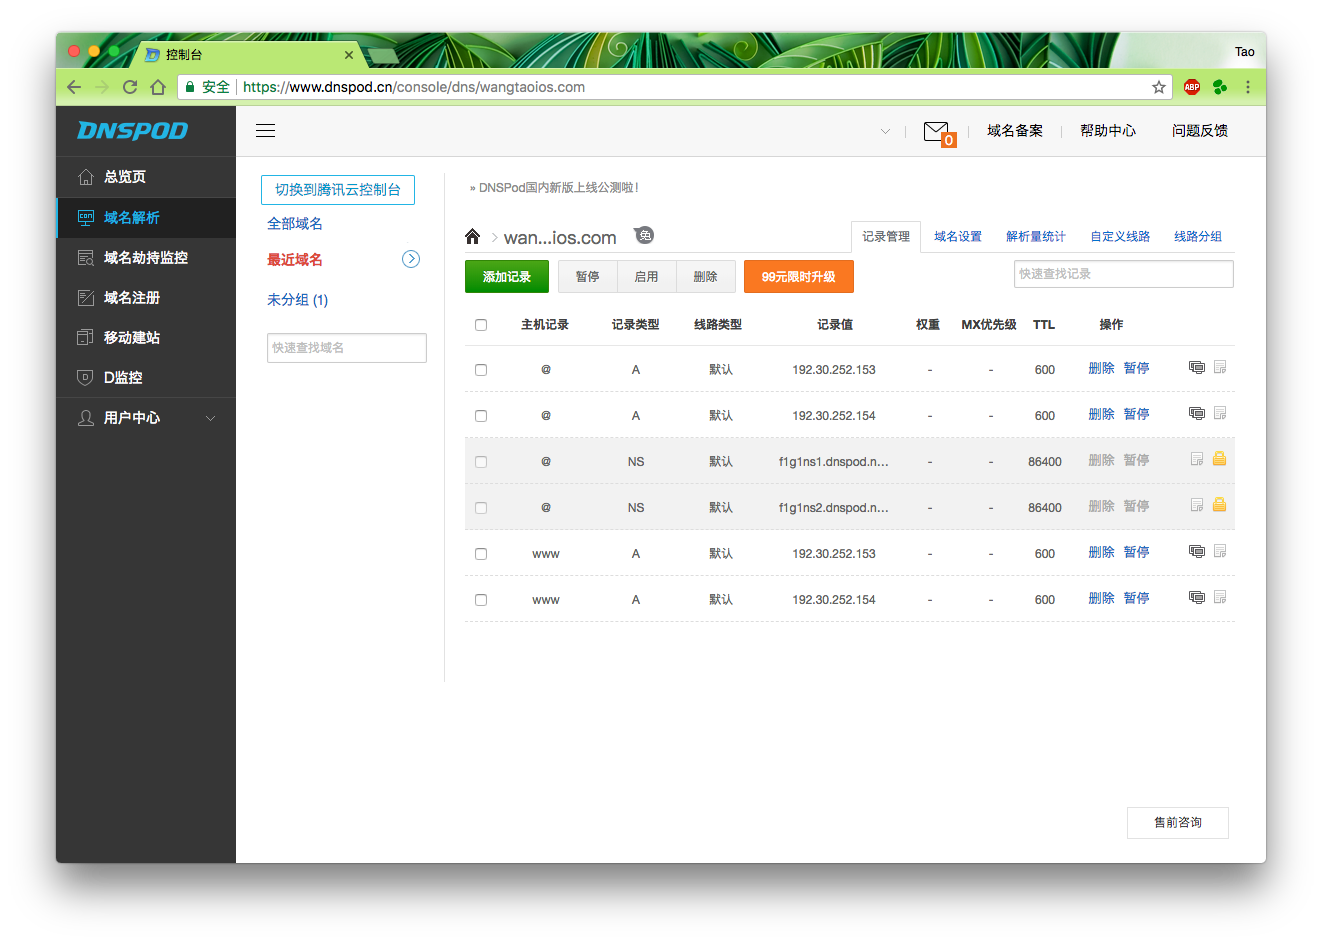 控制台
Tao
安全 https://www.dnspod.cn/console/dns/wangtaoios.com
ABP
DNSPOD
0
域名备案
帮助中心
问题反馈
总览页
域名解析
域名劫持监控
域名注册
移动建站
D监控
用户中心
切换到腾讯云控制台
全部域名
最近域名
未分组 (1)
快速查找域名
» DNSPod国内新版上线公测啦!
wan...ios.com 免
记录管理 域名设置 解析量统计 自定义线路 线路分组
添加记录 暂停 启用 删除 99元限时升级 快速查找记录
主机记录 记录类型 线路类型 记录值 权重 MX优先级 TTL 操作
@ A 默认 192.30.252.153 - - 600 删除 暂停
@ A 默认 192.30.252.154 - - 600 删除 暂停
@ NS 默认 f1g1ns1.dnspod.n... - - 86400 删除 暂停
@ NS 默认 f1g1ns2.dnspod.n... - - 86400 删除 暂停
www A 默认 192.30.252.153 - - 600 删除 暂停
www A 默认 192.30.252.154 - - 600 删除 暂停
售前咨询